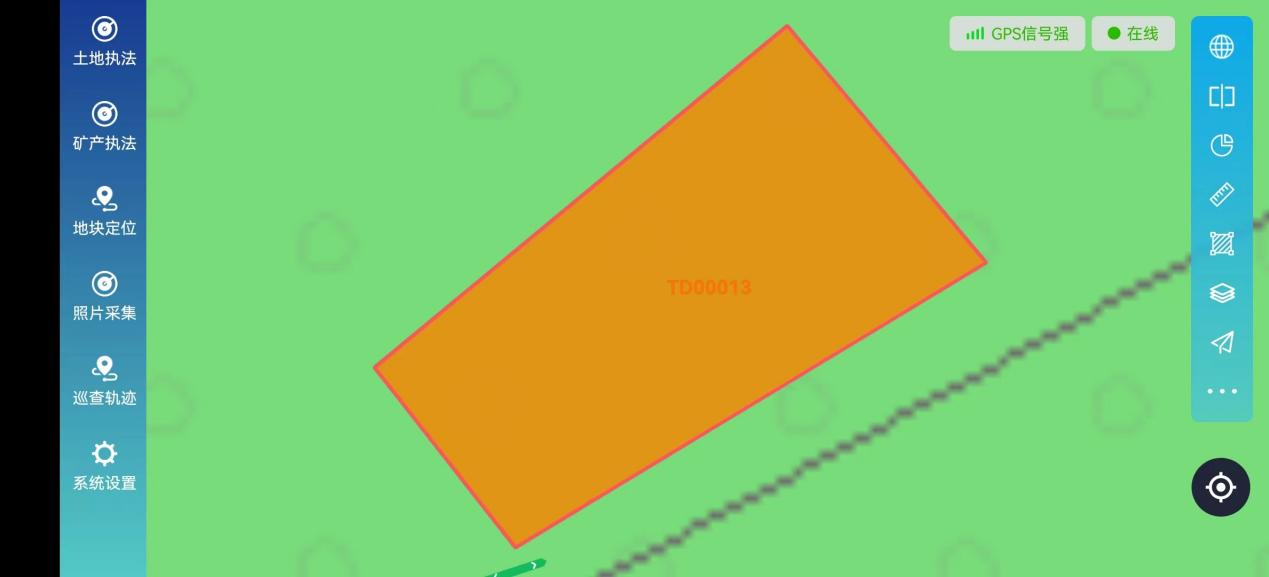 土地执法
矿产执法
地块定位
照片采集
巡查轨迹
系统设置
TD00013
GPS信号强
在线